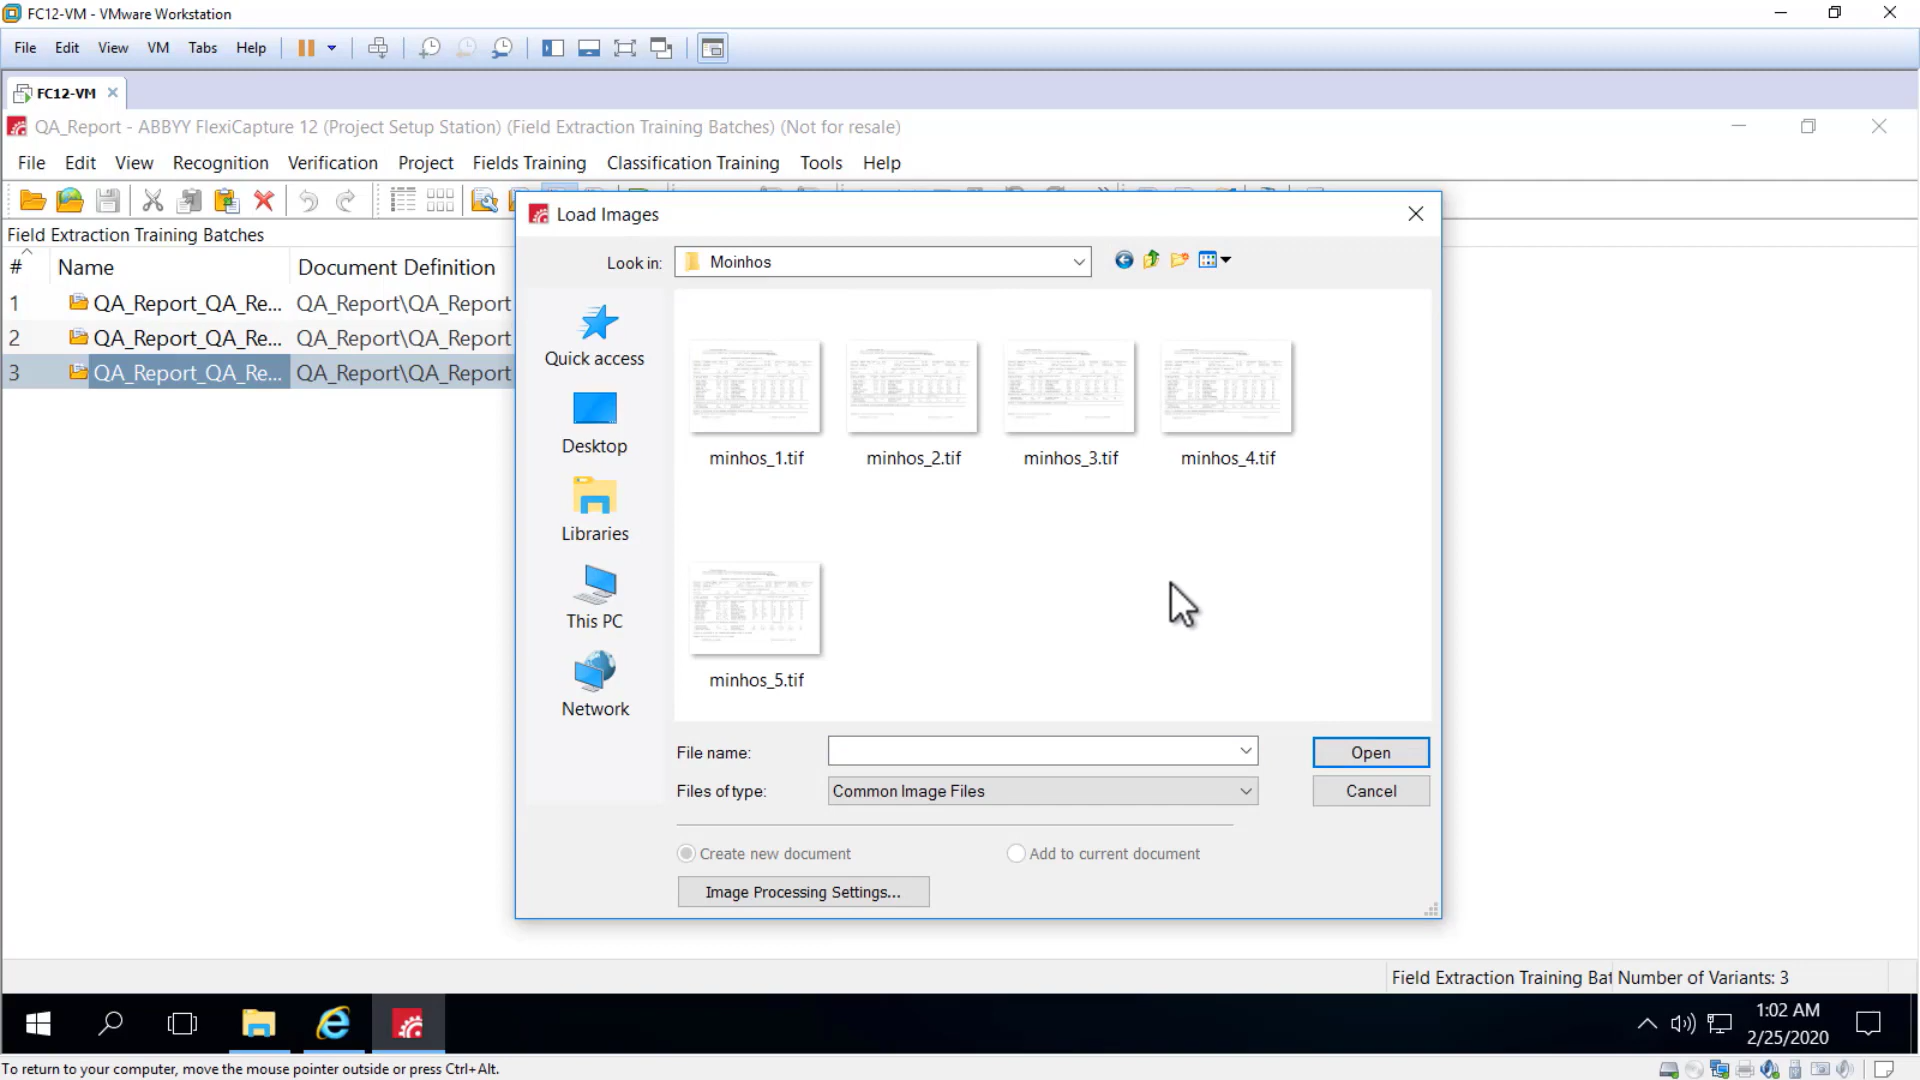 FC12-VM - VMware Workstation
File Edit View VM Tabs Help
FC12-VM
QA_Report - ABBYY FlexiCapture 12 (Project Setup Station) (Field Extraction Training Batches) (Not for resale)
File Edit View Recognition Verification Project Fields Training Classification Training Tools Help
Field Extraction Training Batches
# Name Document Definition
1 QA_Report_QA_Re... QA_Report\QA_Report
2 QA_Report_QA_Re... QA_Report\QA_Report
3 QA_Report_QA_Re... QA_Report\QA_Report
Load Images
Look in: Moinhos
Quick access
Desktop
Libraries
This PC
Network
minhos_1.tif minhos_2.tif minhos_3.tif minhos_4.tif
minhos_5.tif
File name: Open
Files of type: Common Image Files Cancel
Create new document Add to current document
Image Processing Settings...
Field Extraction Training Bat Number of Variants: 3
1:02 AM
2/25/2020
To return to your computer, move the mouse pointer outside or press Ctrl+Alt.